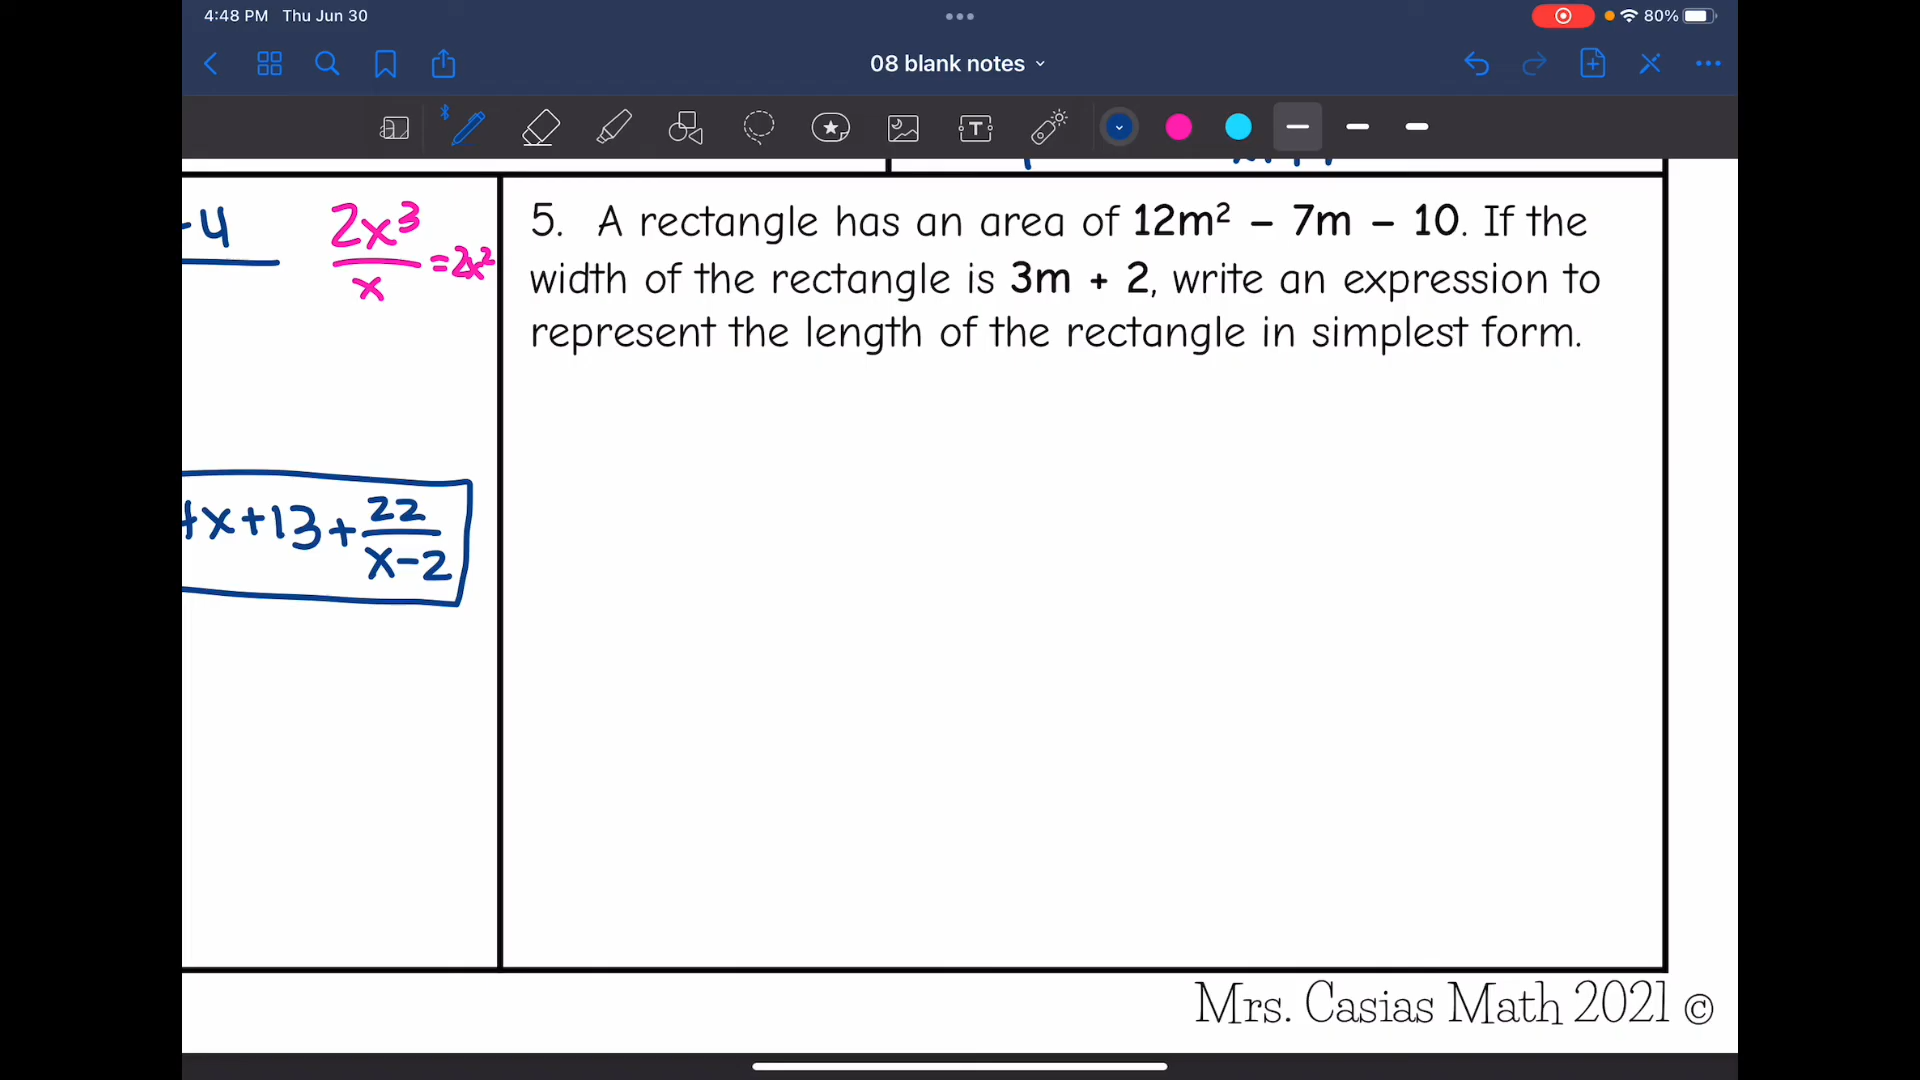 4:48 PM Thu Jun 30
80%
08 blank notes
-4
2x³/x = 2x²
5. A rectangle has an area of 12m² – 7m – 10. If the
width of the rectangle is 3m + 2, write an expression to
represent the length of the rectangle in simplest form.
x+13+22/(x-2)
Mrs. Casias Math 2021 ©